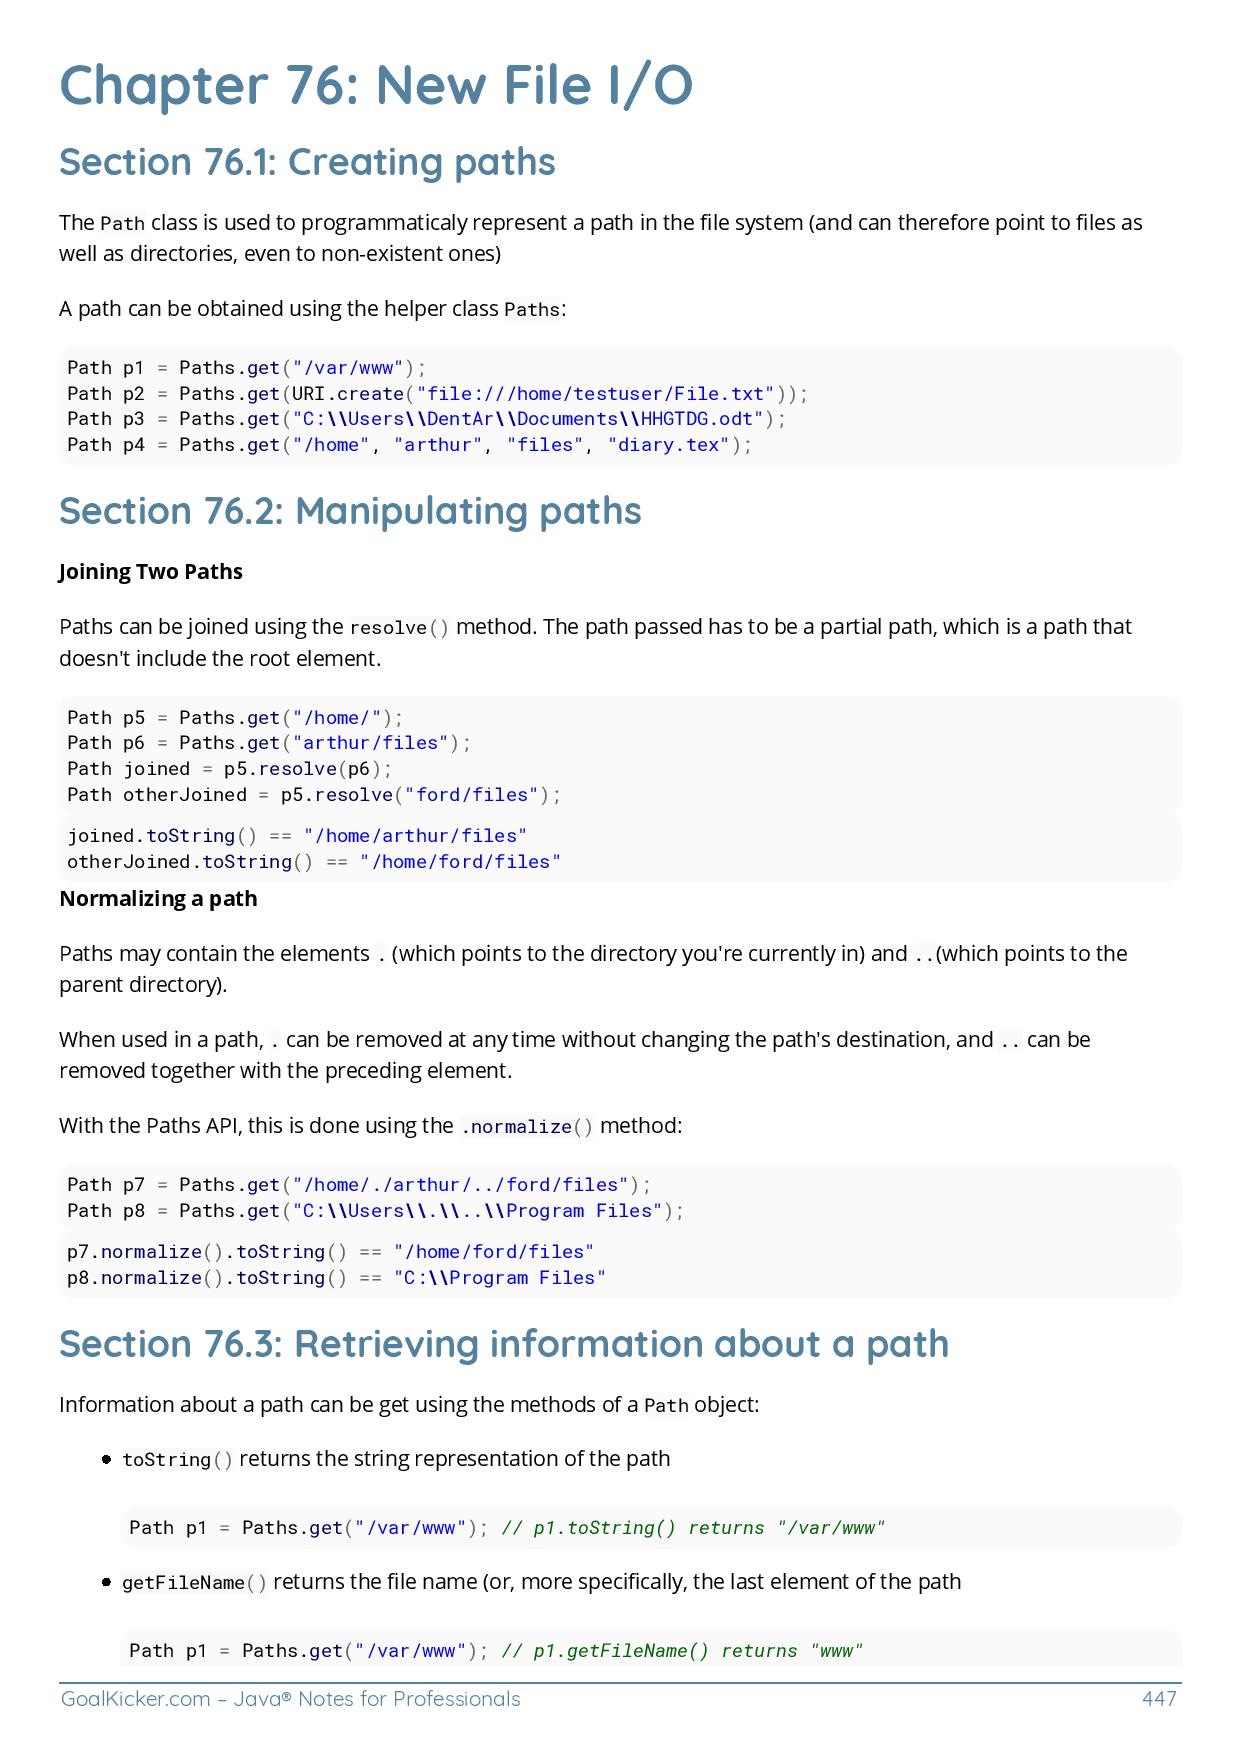 Chapter 76: New File I/O
Section 76.1: Creating paths
The Path class is used to programmaticaly represent a path in the file system (and can therefore point to files as
well as directories, even to non-existent ones)
A path can be obtained using the helper class Paths:
Path p1 = Paths.get("/var/www");
Path p2 = Paths.get(URI.create("file:///home/testuser/File.txt"));
Path p3 = Paths.get("C:\\Users\\DentAr\\Documents\\HHGTDG.odt");
Path p4 = Paths.get("/home", "arthur", "files", "diary.tex");
Section 76.2: Manipulating paths
Joining Two Paths
Paths can be joined using the resolve() method. The path passed has to be a partial path, which is a path that
doesn't include the root element.
Path p5 = Paths.get("/home/");
Path p6 = Paths.get("arthur/files");
Path joined = p5.resolve(p6);
Path otherJoined = p5.resolve("ford/files");
joined.toString() == "/home/arthur/files"
otherJoined.toString() == "/home/ford/files"
Normalizing a path
Paths may contain the elements . (which points to the directory you're currently in) and ..(which points to the
parent directory).
When used in a path, . can be removed at any time without changing the path's destination, and .. can be
removed together with the preceding element.
With the Paths API, this is done using the .normalize() method:
Path p7 = Paths.get("/home/./arthur/../ford/files");
Path p8 = Paths.get("C:\\Users\\.\\..\\Program Files");
p7.normalize().toString() == "/home/ford/files"
p8.normalize().toString() == "C:\\Program Files"
Section 76.3: Retrieving information about a path
Information about a path can be get using the methods of a Path object:
● toString() returns the string representation of the path
Path p1 = Paths.get("/var/www"); // p1.toString() returns "/var/www"
● getFileName() returns the file name (or, more specifically, the last element of the path
Path p1 = Paths.get("/var/www"); // p1.getFileName() returns "www"
GoalKicker.com – Java® Notes for Professionals 447